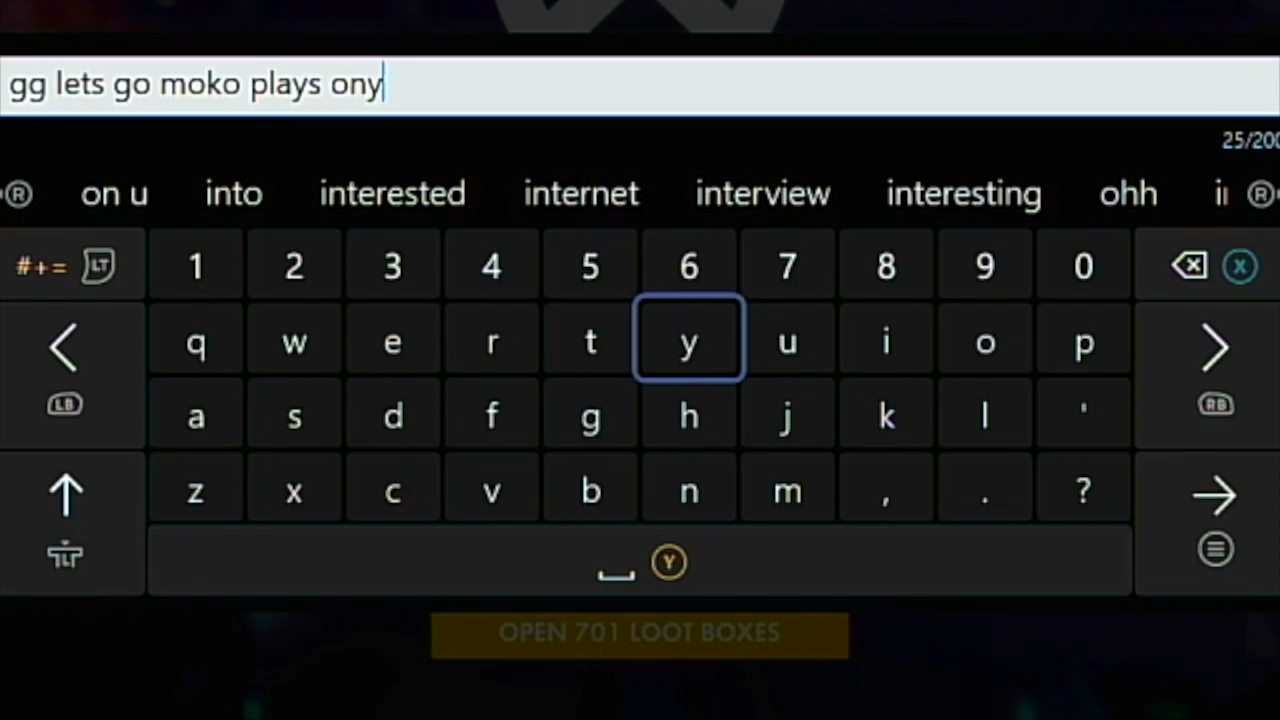 gg lets go moko plays ony
25/200
on u into interested internet interview interesting ohh
#+= LT 1 2 3 4 5 6 7 8 9 0 X
LB q w e r t y u i o p RB
a s d f g h j k l '
z x c v b n m , . ?
Y
OPEN 701 LOOT BOXES